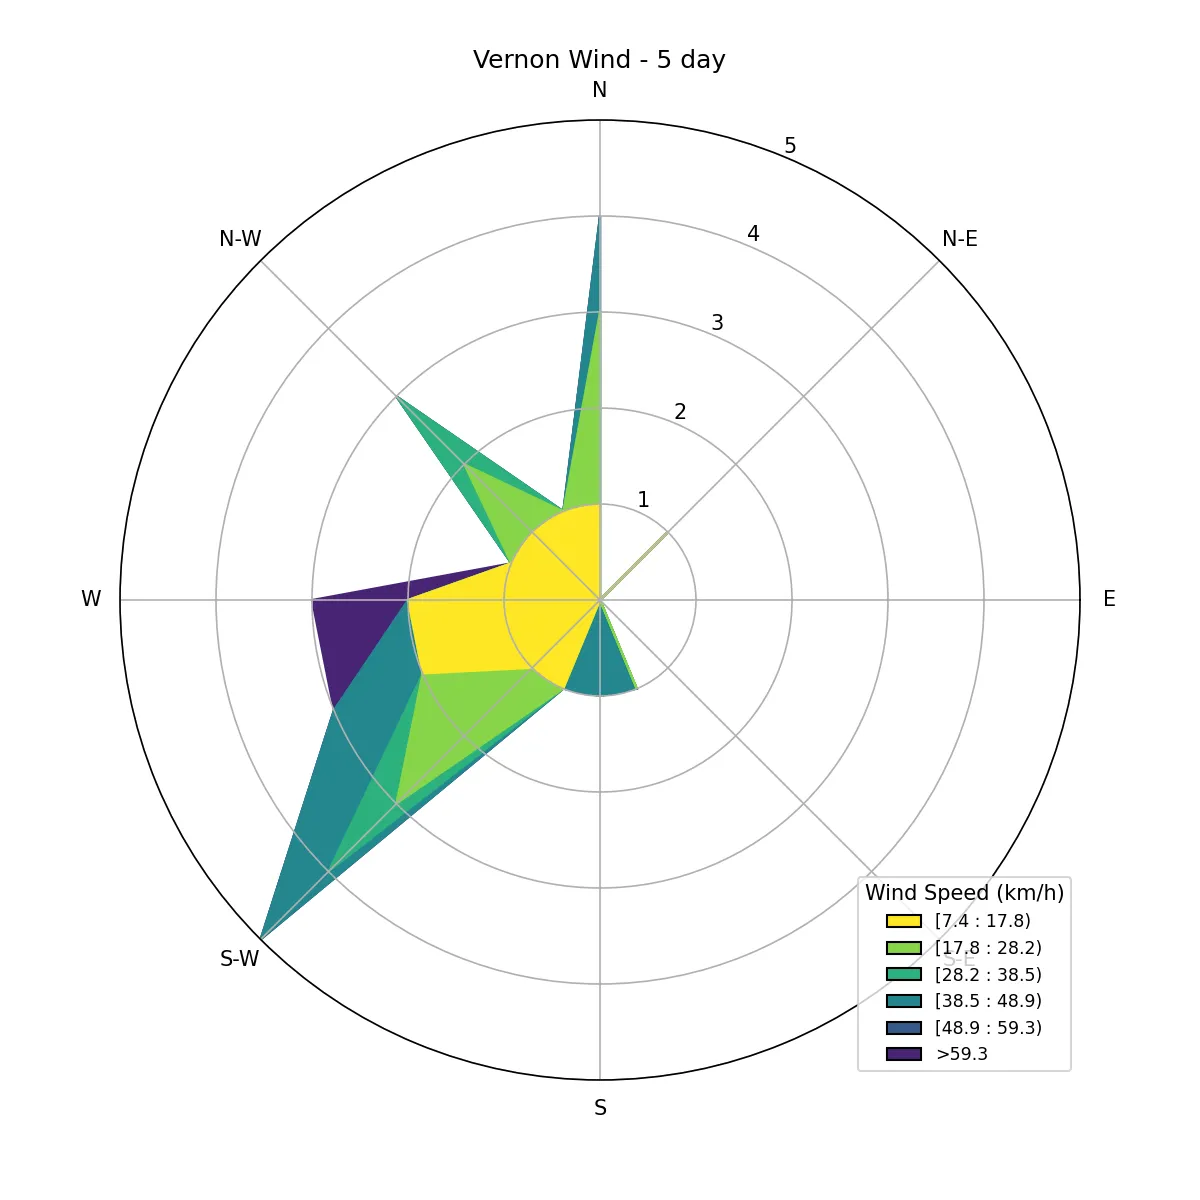 Vernon Wind - 5 day
N
5
N-W
N-E
4
3
2
1
W
E
S-W
S-E
Wind Speed (km/h)
[7.4 : 17.8)
[17.8 : 28.2)
[28.2 : 38.5)
[38.5 : 48.9)
[48.9 : 59.3)
>59.3
S